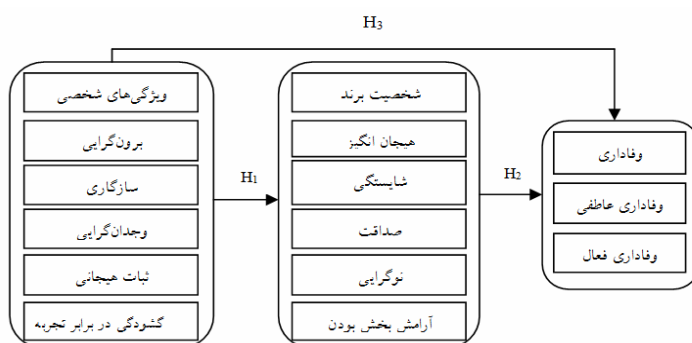 H3
ویژگی‌های شخصی
برون‌گرایی
سازگاری
وجدان‌گرایی
ثبات هیجانی
گشودگی در برابر تجربه
H1
شخصیت برند
هیجان انگیز
شایستگی
صداقت
نوگرایی
آرامش بخش بودن
H2
وفاداری
وفاداری عاطفی
وفاداری فعال